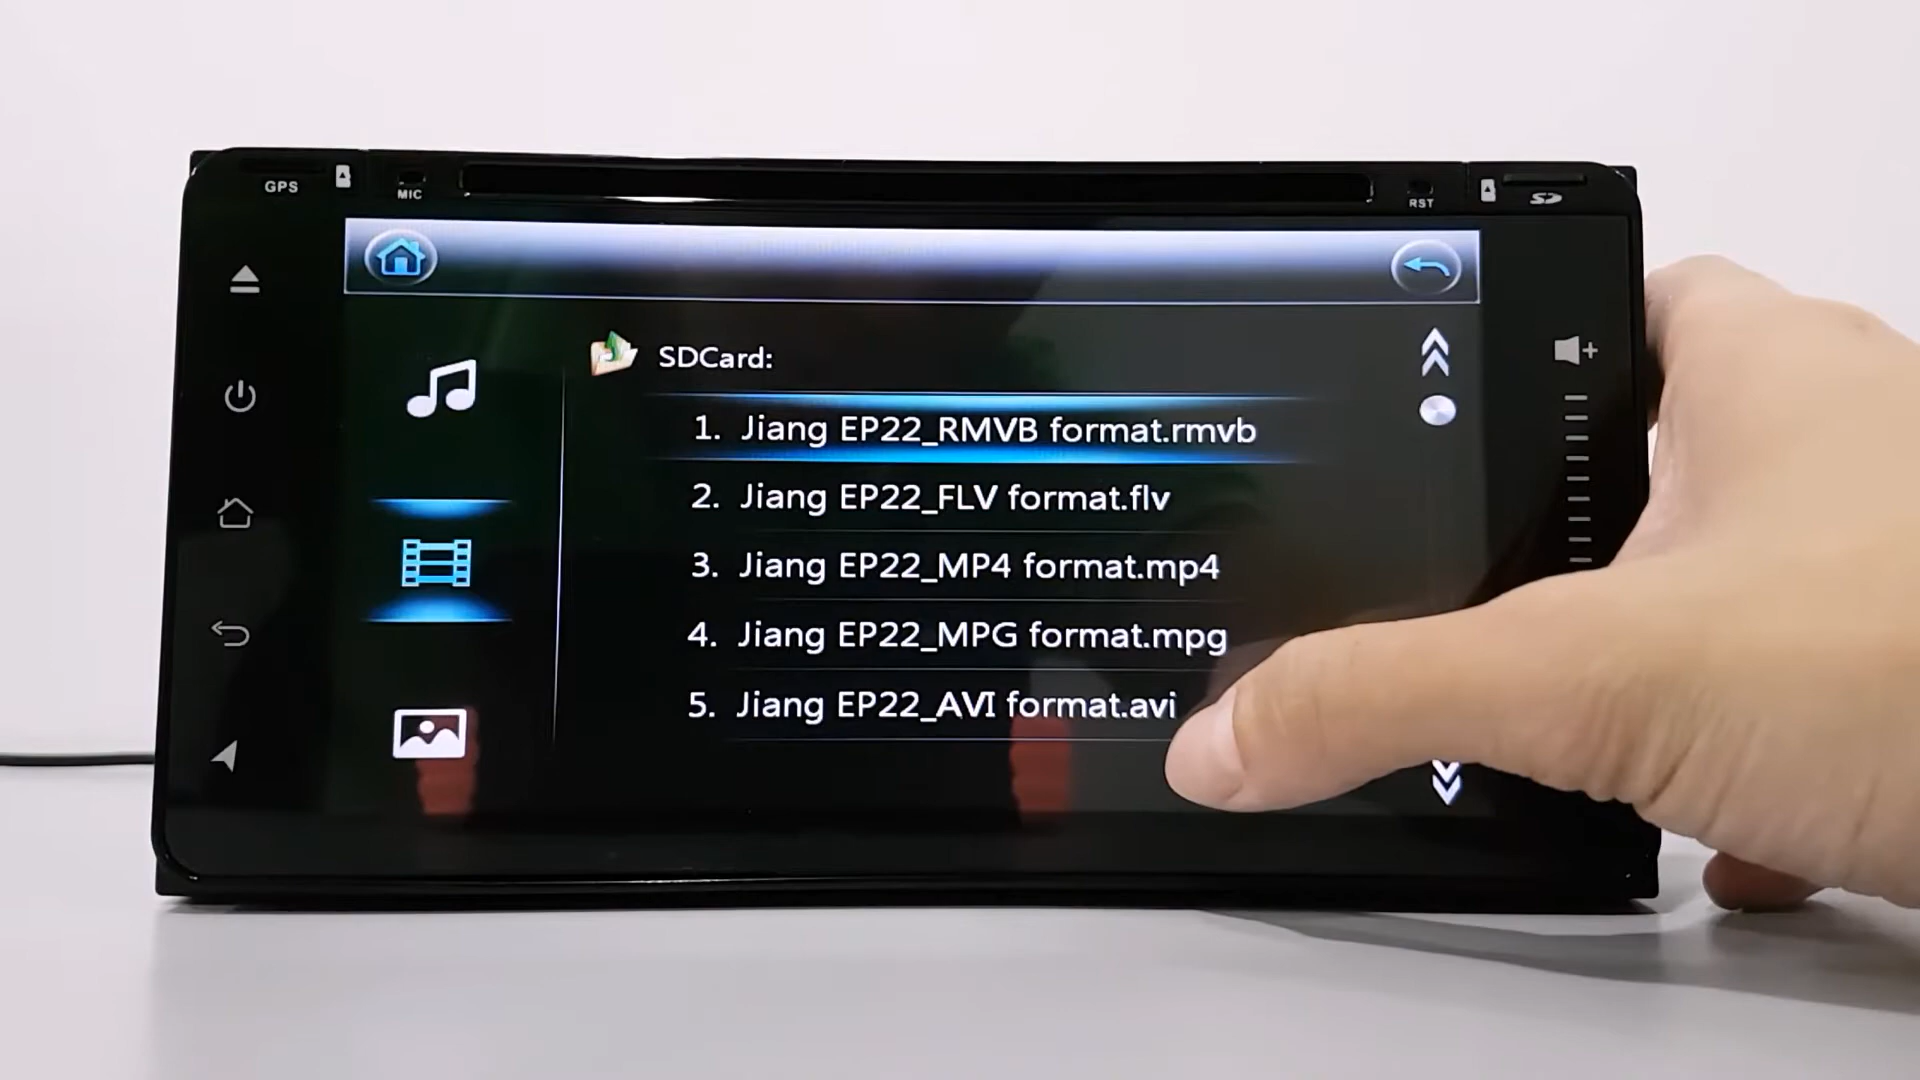 GPS
MIC
RST
SD
SDCard:
1. Jiang EP22_RMVB format.rmvb
2. Jiang EP22_FLV format.flv
3. Jiang EP22_MP4 format.mp4
4. Jiang EP22_MPG format.mpg
5. Jiang EP22_AVI format.avi